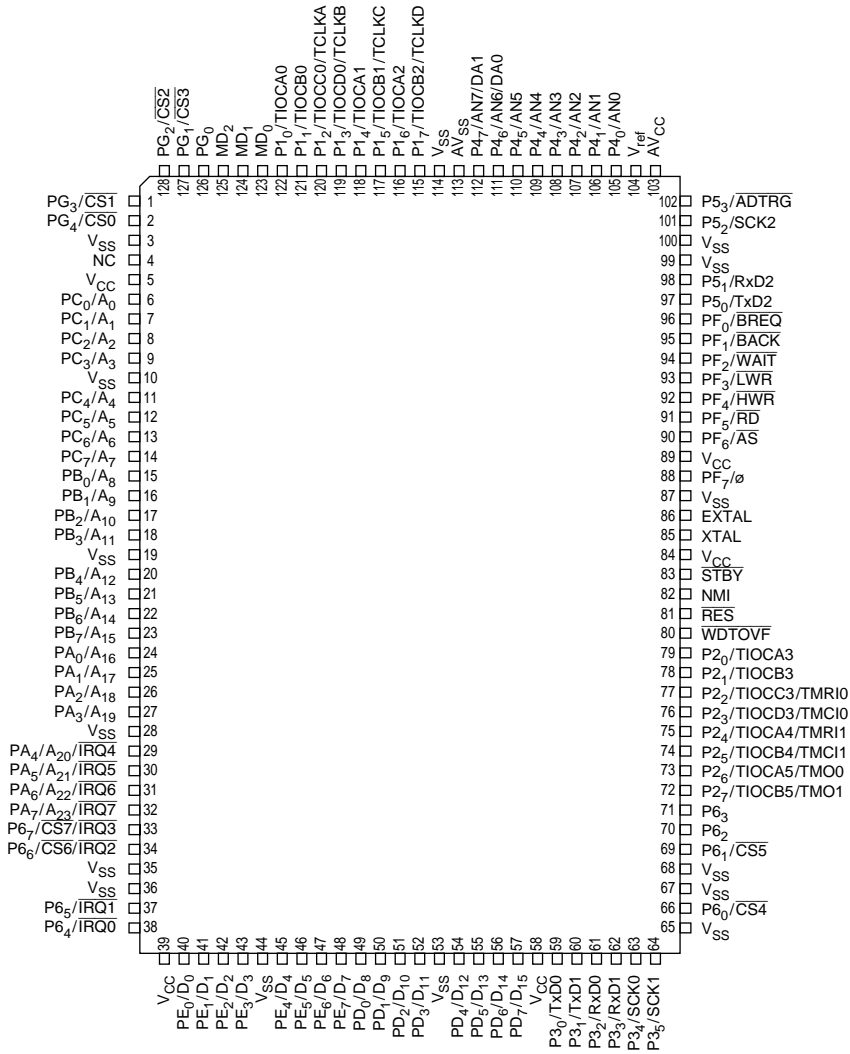 PG2/CS2
PG1/CS3
PG0
MD2
MD1
MD0
P10/TIOCA0
P11/TIOCB0
P12/TIOCC0/TCLKA
P13/TIOCD0/TCLKB
P14/TIOCA1
P15/TIOCB1/TCLKC
P16/TIOCA2
P17/TIOCB2/TCLKD
VSS
AVSS
P47/AN7/DA1
P46/AN6/DA0
P45/AN5
P44/AN4
P43/AN3
P42/AN2
P41/AN1
P40/AN0
Vref
AVCC
128
127
126
125
124
123
122
121
120
119
118
117
116
115
114
113
112
111
110
109
108
107
106
105
104
103
PG3/CS1 1
PG4/CS0 2
VSS 3
NC 4
VCC 5
PC0/A0 6
PC1/A1 7
PC2/A2 8
PC3/A3 9
VSS 10
PC4/A4 11
PC5/A5 12
PC6/A6 13
PC7/A7 14
PB0/A8 15
PB1/A9 16
PB2/A10 17
PB3/A11 18
VSS 19
PB4/A12 20
PB5/A13 21
PB6/A14 22
PB7/A15 23
PA0/A16 24
PA1/A17 25
PA2/A18 26
PA3/A19 27
VSS 28
PA4/A20/IRQ4 29
PA5/A21/IRQ5 30
PA6/A22/IRQ6 31
PA7/A23/IRQ7 32
P67/CS7/IRQ3 33
P66/CS6/IRQ2 34
VSS 35
VSS 36
P65/IRQ1 37
P64/IRQ0 38
102 P53/ADTRG
101 P52/SCK2
100 VSS
99 VSS
98 P51/RxD2
97 P50/TxD2
96 PF0/BREQ
95 PF1/BACK
94 PF2/WAIT
93 PF3/LWR
92 PF4/HWR
91 PF5/RD
90 PF6/AS
89 VCC
88 PF7/ø
87 VSS
86 EXTAL
85 XTAL
84 VCC
83 STBY
82 NMI
81 RES
80 WDTOVF
79 P20/TIOCA3
78 P21/TIOCB3
77 P22/TIOCC3/TMRI0
76 P23/TIOCD3/TMCI0
75 P24/TIOCA4/TMRI1
74 P25/TIOCB4/TMCI1
73 P26/TIOCA5/TMO0
72 P27/TIOCB5/TMO1
71 P63
70 P62
69 P61/CS5
68 VSS
67 VSS
66 P60/CS4
65 VSS
39
40
41
42
43
44
45
46
47
48
49
50
51
52
53
54
55
56
57
58
59
60
61
62
63
64
VCC
PE0/D0
PE1/D1
PE2/D2
PE3/D3
VSS
PE4/D4
PE5/D5
PE6/D6
PE7/D7
PD0/D8
PD1/D9
PD2/D10
PD3/D11
VSS
PD4/D12
PD5/D13
PD6/D14
PD7/D15
VCC
P30/TxD0
P31/TxD1
P32/RxD0
P33/RxD1
P34/SCK0
P35/SCK1